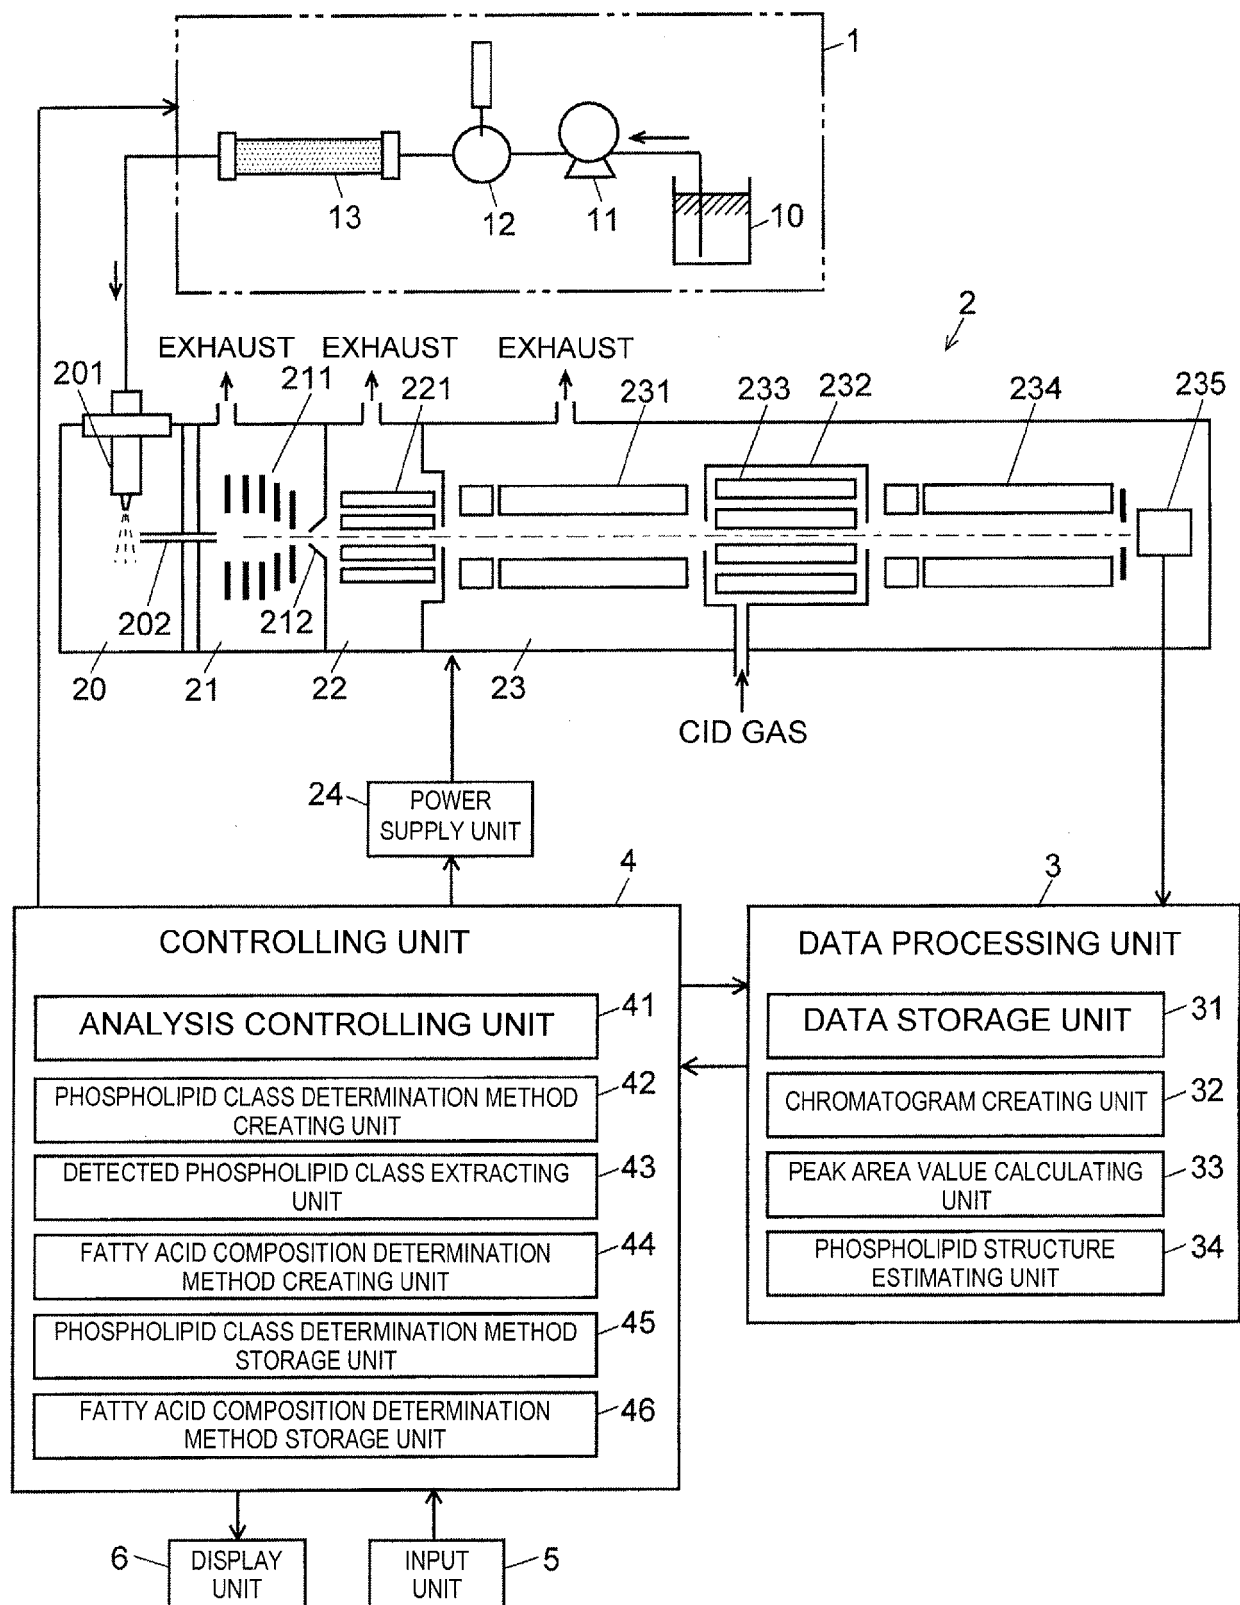 1
13
12
11
10
2
EXHAUST EXHAUST EXHAUST
201
211
221
231
233
232
234
235
202
212
20
21
22
23
CID GAS
24
POWER
SUPPLY UNIT
4
3
CONTROLLING UNIT
ANALYSIS CONTROLLING UNIT
41
PHOSPHOLIPID CLASS DETERMINATION METHOD
CREATING UNIT
42
DETECTED PHOSPHOLIPID CLASS EXTRACTING
UNIT
43
FATTY ACID COMPOSITION DETERMINATION
METHOD CREATING UNIT
44
PHOSPHOLIPID CLASS DETERMINATION METHOD
STORAGE UNIT
45
FATTY ACID COMPOSITION DETERMINATION
METHOD STORAGE UNIT
46
DATA PROCESSING UNIT
DATA STORAGE UNIT
31
CHROMATOGRAM CREATING UNIT
32
PEAK AREA VALUE CALCULATING
UNIT
33
PHOSPHOLIPID STRUCTURE
ESTIMATING UNIT
34
6
DISPLAY
UNIT
INPUT
UNIT
5